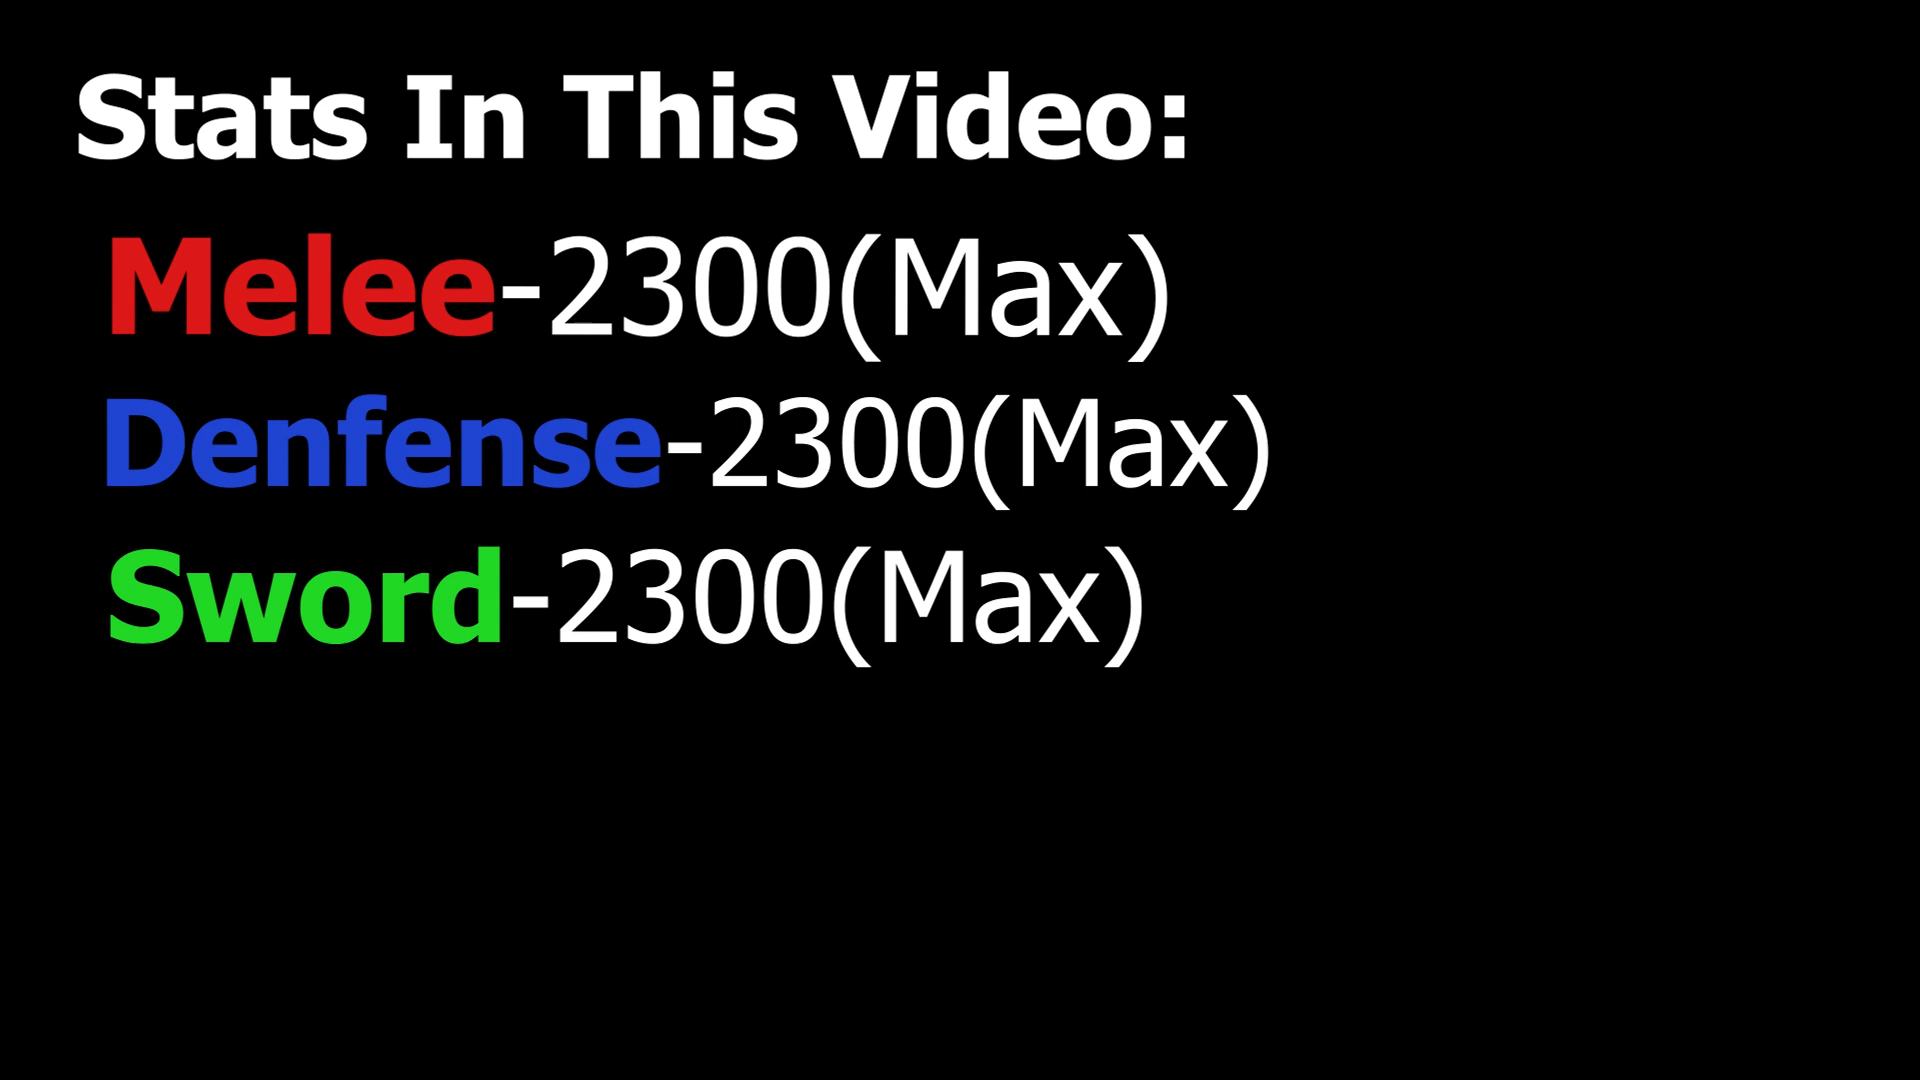 Stats In This Video:
Melee-2300(Max)
Denfense-2300(Max)
Sword-2300(Max)